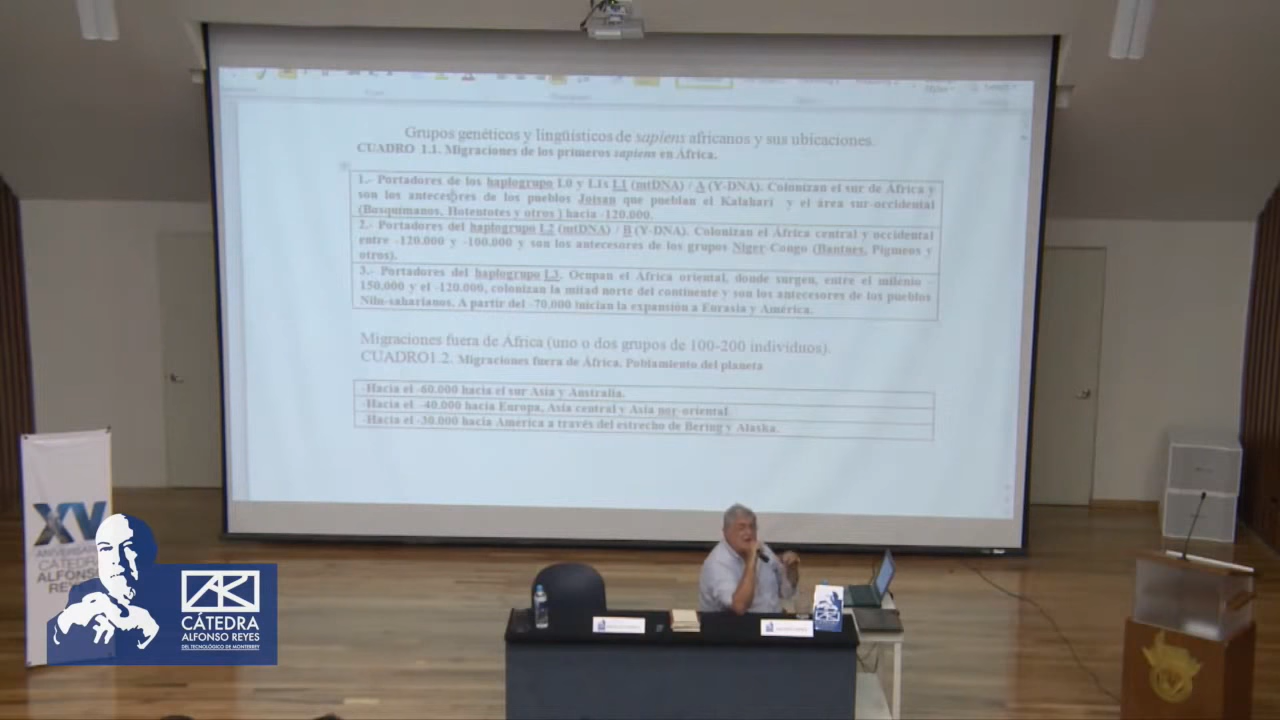 Grupos genéticos y lingüísticos de sapiens africanos y sus ubicaciones.
CUADRO 1.1. Migraciones de los primeros sapiens en África.
1.- Portadores de los haplogrupo L0 y L1s L1 (mtDNA) / A (Y-DNA). Colonizan el sur de África y
son los antecesores de los pueblos Joisan que pueblan el Kalahari y el área sur-occidental
(Bosquimanos, Hotentotes y otros ) hacia -120.000.
2.- Portadores del haplogrupo L2 (mtDNA) / B (Y-DNA). Colonizan el África central y occidental
entre -120.000 y -100.000 y son los antecesores de los grupos Niger-Congo (Bantues, Pigmeos y
otros).
3.- Portadores del haplogrupo L3. Ocupan el África oriental, donde surgen, entre el milenio -
150.000 y el -120.000, colonizan la mitad norte del continente y son los antecesores de los pueblos
Nilo-saharianos. A partir del -70.000 inician la expansión a Eurasia y América.
Migraciones fuera de África (uno o dos grupos de 100-200 individuos).
CUADRO1.2. Migraciones fuera de África. Poblamiento del planeta
-Hacia el -60.000 hacia el sur Asia y Australia.
-Hacia el -40.000 hacia Europa, Asia central y Asia nor-oriental.
-Hacia el -30.000 hacia América a través del estrecho de Bering y Alaska.
XV
ANIVERSAR
CÁTEDRA
ALFONSO
REY
CÁTEDRA
ALFONSO REYES
DEL TECNOLÓGICO DE MONTERREY